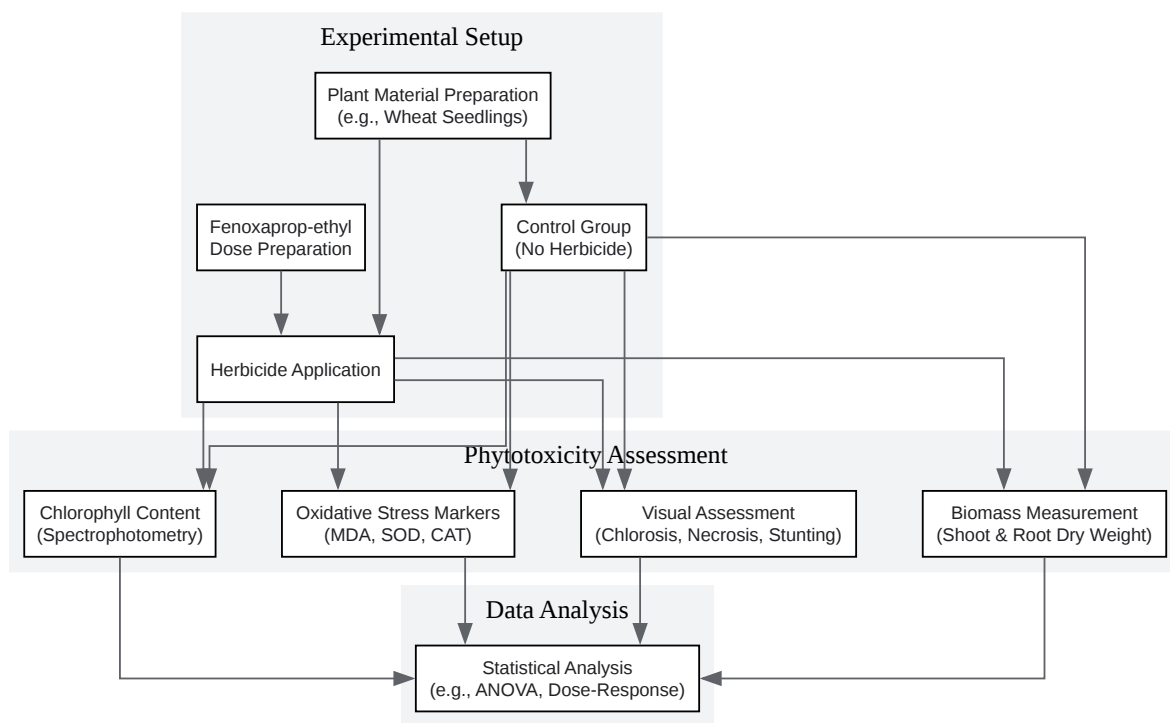 Experimental Setup
Plant Material Preparation
(e.g., Wheat Seedlings)
Fenoxaprop-ethyl
Dose Preparation
Control Group
(No Herbicide)
Herbicide Application
Phytotoxicity Assessment
Chlorophyll Content
(Spectrophotometry)
Oxidative Stress Markers
(MDA, SOD, CAT)
Visual Assessment
(Chlorosis, Necrosis, Stunting)
Biomass Measurement
(Shoot & Root Dry Weight)
Data Analysis
Statistical Analysis
(e.g., ANOVA, Dose-Response)